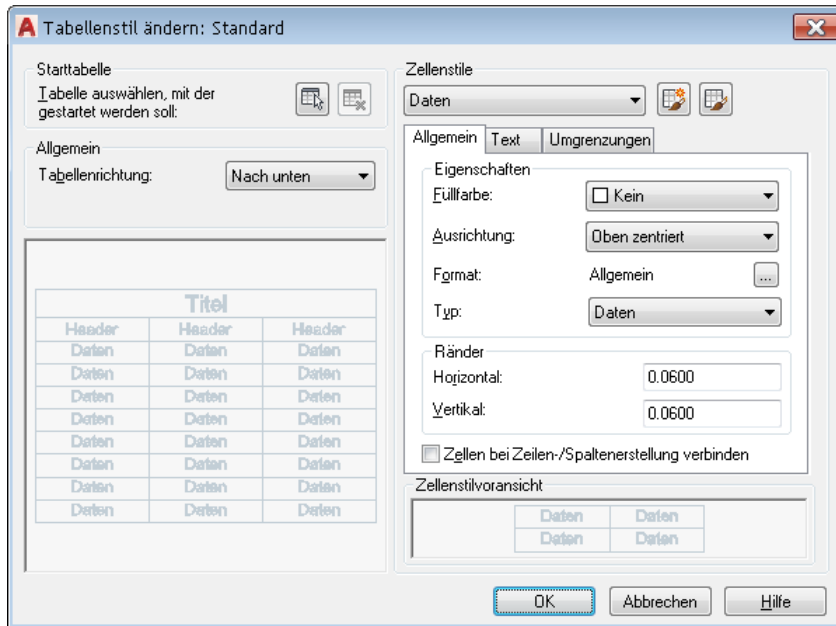 Tabellenstil ändern: Standard
Starttabelle
Tabelle auswählen, mit der
gestartet werden soll:
Allgemein
Tabellenrichtung:
Nach unten
Titel
Header Header Header
Daten Daten Daten
Daten Daten Daten
Daten Daten Daten
Daten Daten Daten
Daten Daten Daten
Daten Daten Daten
Daten Daten Daten
Daten Daten Daten
Zellenstile
Daten
Allgemein Text Umgrenzungen
Eigenschaften
Füllfarbe: Kein
Ausrichtung: Oben zentriert
Format: Allgemein ...
Typ: Daten
Ränder
Horizontal: 0.0600
Vertikal: 0.0600
Zellen bei Zeilen-/Spaltenerstellung verbinden
Zellenstilvoransicht
Daten Daten
Daten Daten
OK Abbrechen Hilfe